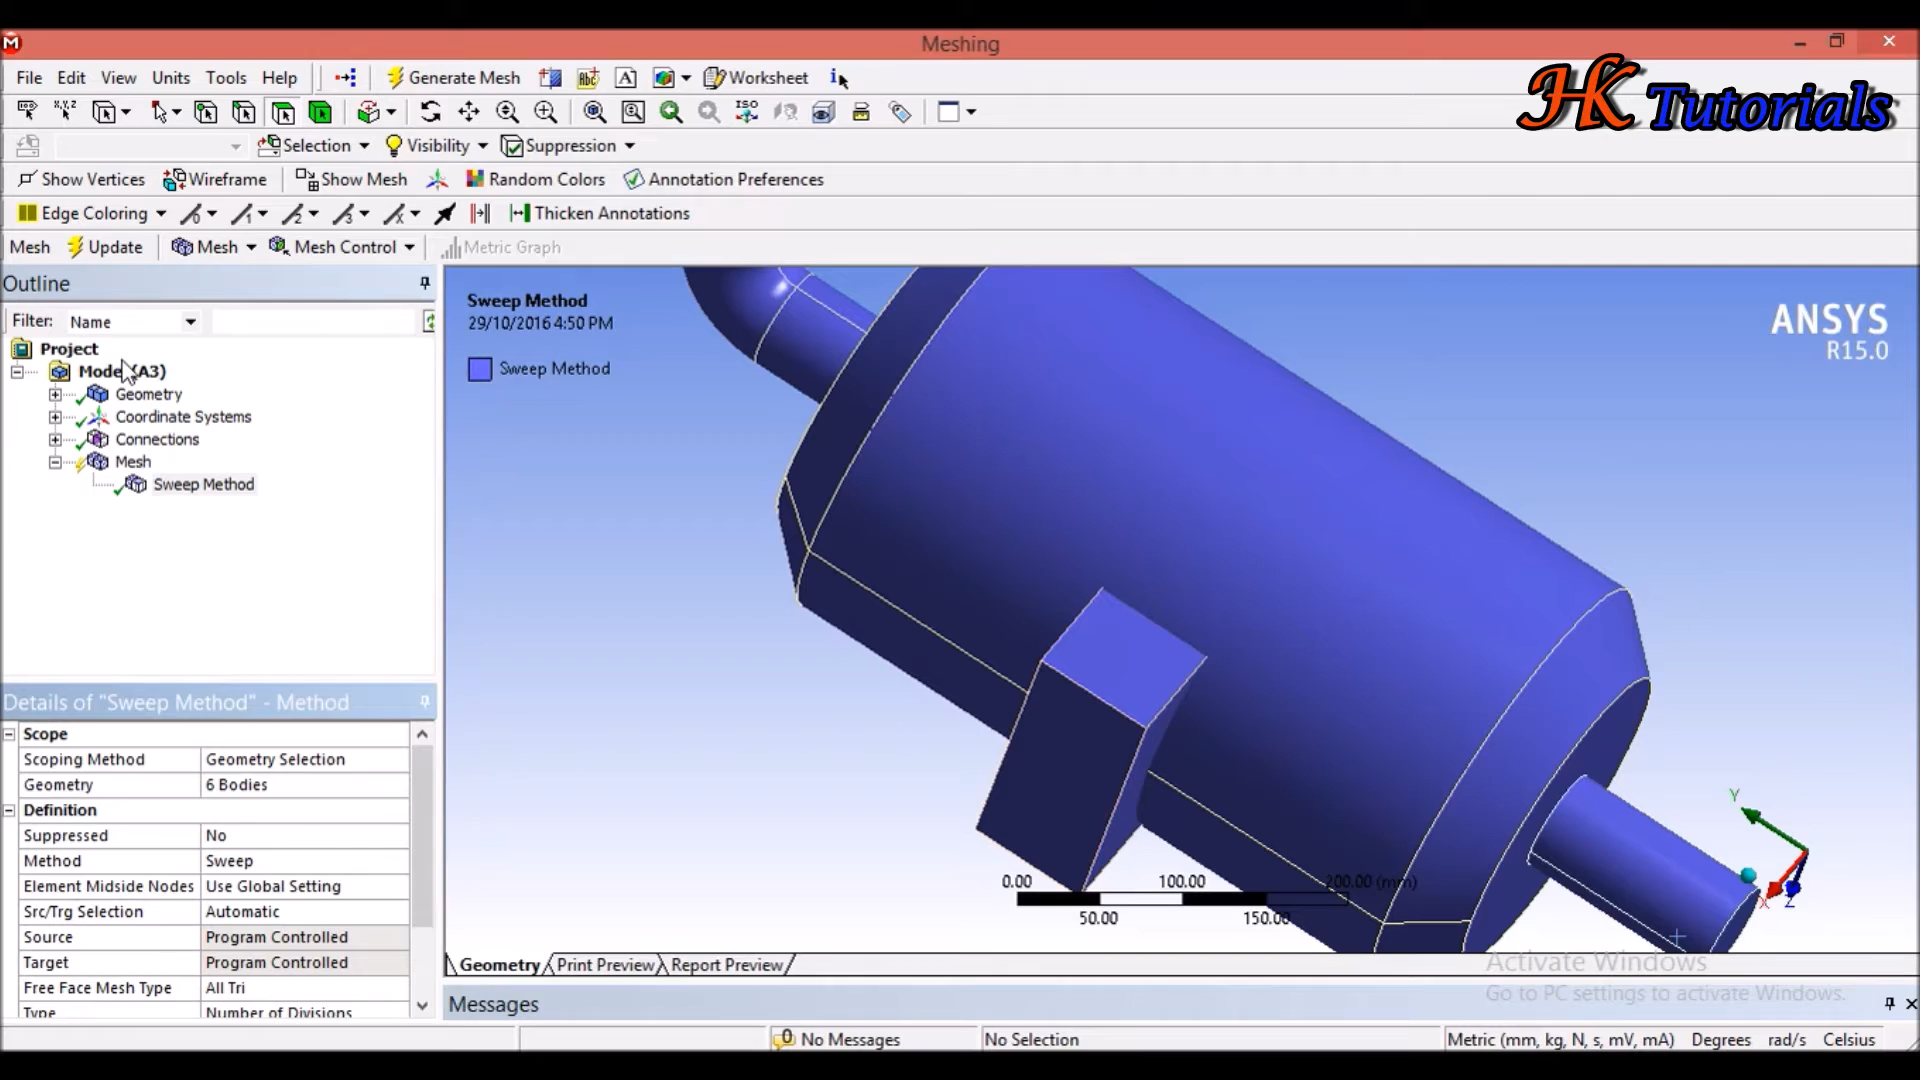 Meshing
File Edit View Units Tools Help Generate Mesh Abc A Worksheet i
HK Tutorials
X,Y,Z ISO
Selection Visibility Suppression
Show Vertices Wireframe Show Mesh Random Colors Annotation Preferences
Edge Coloring 0 1 2 3 x Thicken Annotations
Mesh Update Mesh Mesh Control Metric Graph
Outline
Filter: Name
Project
Model (A3)
Geometry
Coordinate Systems
Connections
Mesh
Sweep Method
Details of "Sweep Method" - Method
Scope
Scoping Method Geometry Selection
Geometry 6 Bodies
Definition
Suppressed No
Method Sweep
Element Midside Nodes Use Global Setting
Src/Trg Selection Automatic
Source Program Controlled
Target Program Controlled
Free Face Mesh Type All Tri
Type Number of Divisions
Sweep Method
29/10/2016 4:50 PM
Sweep Method
ANSYS
R15.0
Y
X
Z
0.00 100.00 200.00 (mm)
50.00 150.00
Activate Windows
Go to PC settings to activate Windows.
Geometry Print Preview Report Preview
Messages
0 No Messages No Selection Metric (mm, kg, N, s, mV, mA) Degrees rad/s Celsius